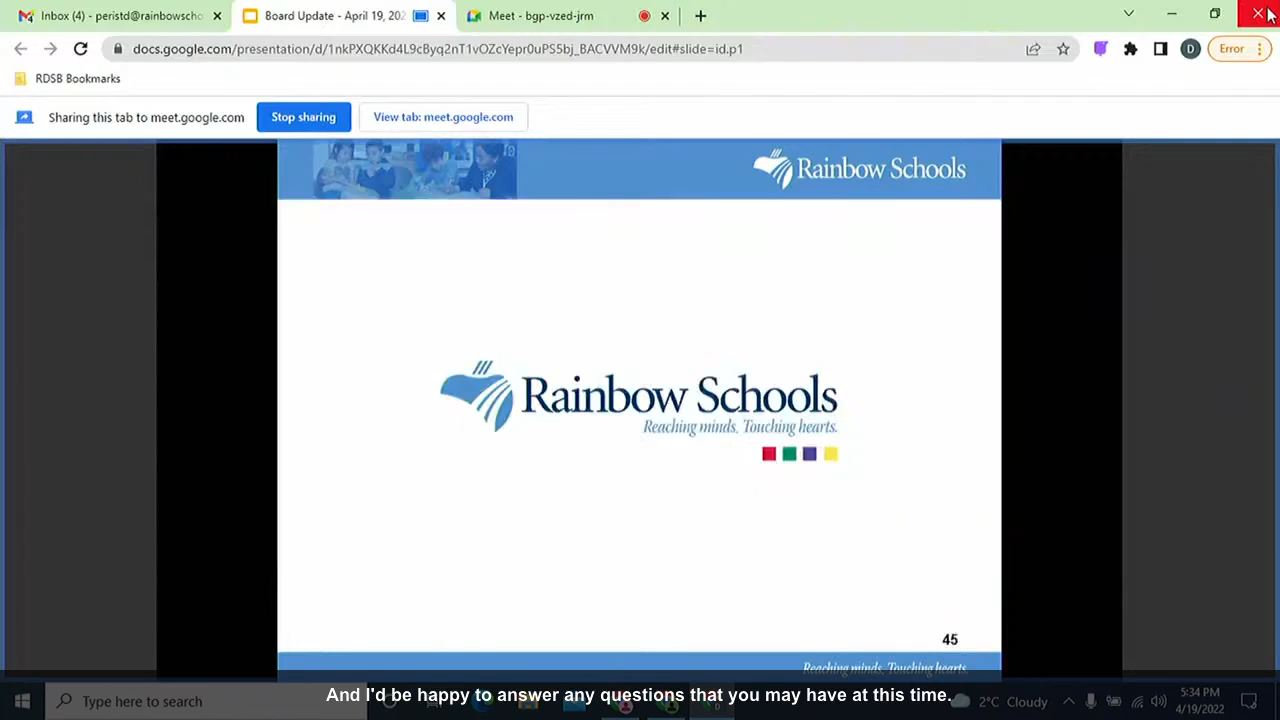 Inbox (4) - peristd@rainbowscho
Board Update - April 19, 202
Meet - bgp-vzed-jrm
docs.google.com/presentation/d/1nkPXQKKd4L9cByq2nT1vOZcYepr0uPS5bj_BACVVM9k/edit#slide=id.p1
D
Error
RDSB Bookmarks
Sharing this tab to meet.google.com
Stop sharing
View tab: meet.google.com
Rainbow Schools
Rainbow Schools
Reaching minds. Touching hearts.
45
Reaching minds. Touching hearts.
And I'd be happy to answer any questions that you may have at this time.
Type here to search
2°C Cloudy
5:34 PM
4/19/2022